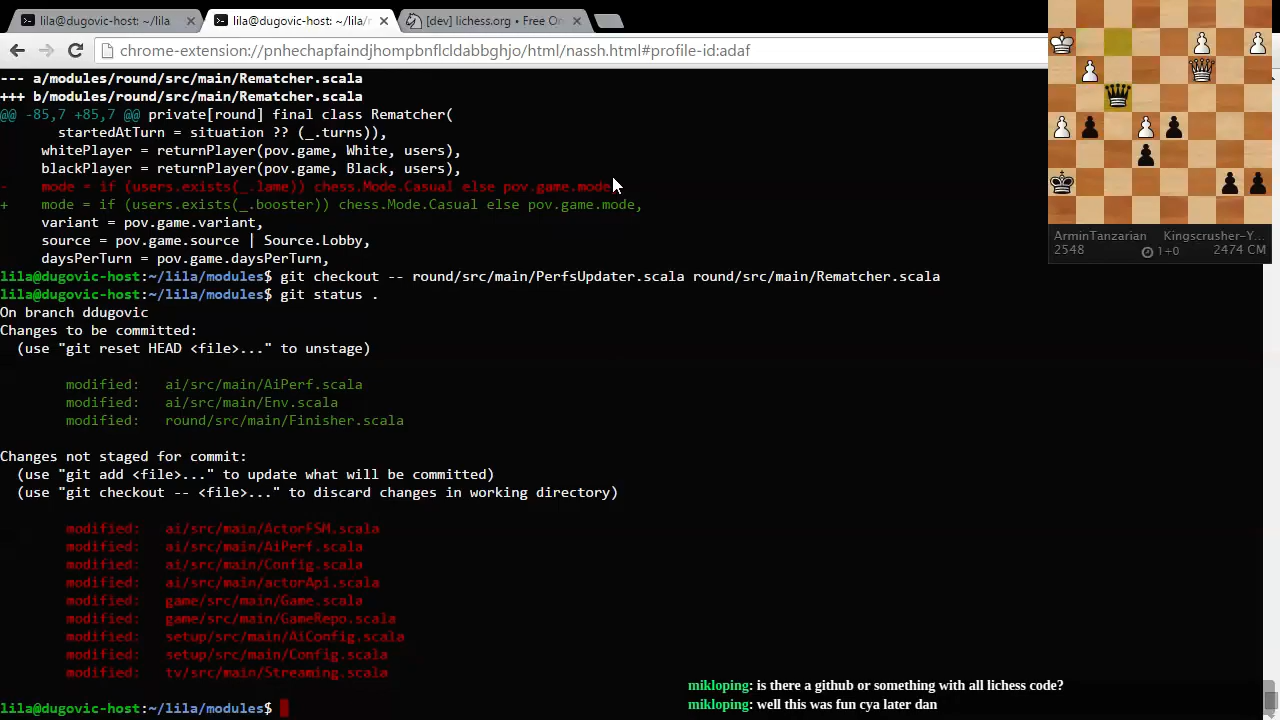 lila@dugovic-host: ~/lila
lila@dugovic-host: ~/lila/r
[dev] lichess.org • Free On
chrome-extension://pnhechapfaindjhompbnflcldabbghjo/html/nassh.html#profile-id:adaf
--- a/modules/round/src/main/Rematcher.scala
+++ b/modules/round/src/main/Rematcher.scala
@@ -85,7 +85,7 @@ private[round] final class Rematcher(
startedAtTurn = situation ?? (_.turns)),
whitePlayer = returnPlayer(pov.game, White, users),
blackPlayer = returnPlayer(pov.game, Black, users),
- mode = if (users.exists(_.lame)) chess.Mode.Casual else pov.game.mode,
+ mode = if (users.exists(_.booster)) chess.Mode.Casual else pov.game.mode,
variant = pov.game.variant,
source = pov.game.source | Source.Lobby,
daysPerTurn = pov.game.daysPerTurn,
lila@dugovic-host:~/lila/modules$ git checkout -- round/src/main/PerfsUpdater.scala round/src/main/Rematcher.scala
lila@dugovic-host:~/lila/modules$ git status .
On branch ddugovic
Changes to be committed:
(use "git reset HEAD <file>..." to unstage)
modified: ai/src/main/AiPerf.scala
modified: ai/src/main/Env.scala
modified: round/src/main/Finisher.scala
Changes not staged for commit:
(use "git add <file>..." to update what will be committed)
(use "git checkout -- <file>..." to discard changes in working directory)
modified: ai/src/main/ActorFSM.scala
modified: ai/src/main/AiPerf.scala
modified: ai/src/main/Config.scala
modified: ai/src/main/actorApi.scala
modified: game/src/main/Game.scala
modified: game/src/main/GameRepo.scala
modified: setup/src/main/AiConfig.scala
modified: setup/src/main/Config.scala
modified: tv/src/main/Streaming.scala
lila@dugovic-host:~/lila/modules$
ArminTanzarian Kingscrusher-Y...
2548 1+0 2474 CM
mikloping: is there a github or something with all lichess code?
mikloping: well this was fun cya later dan